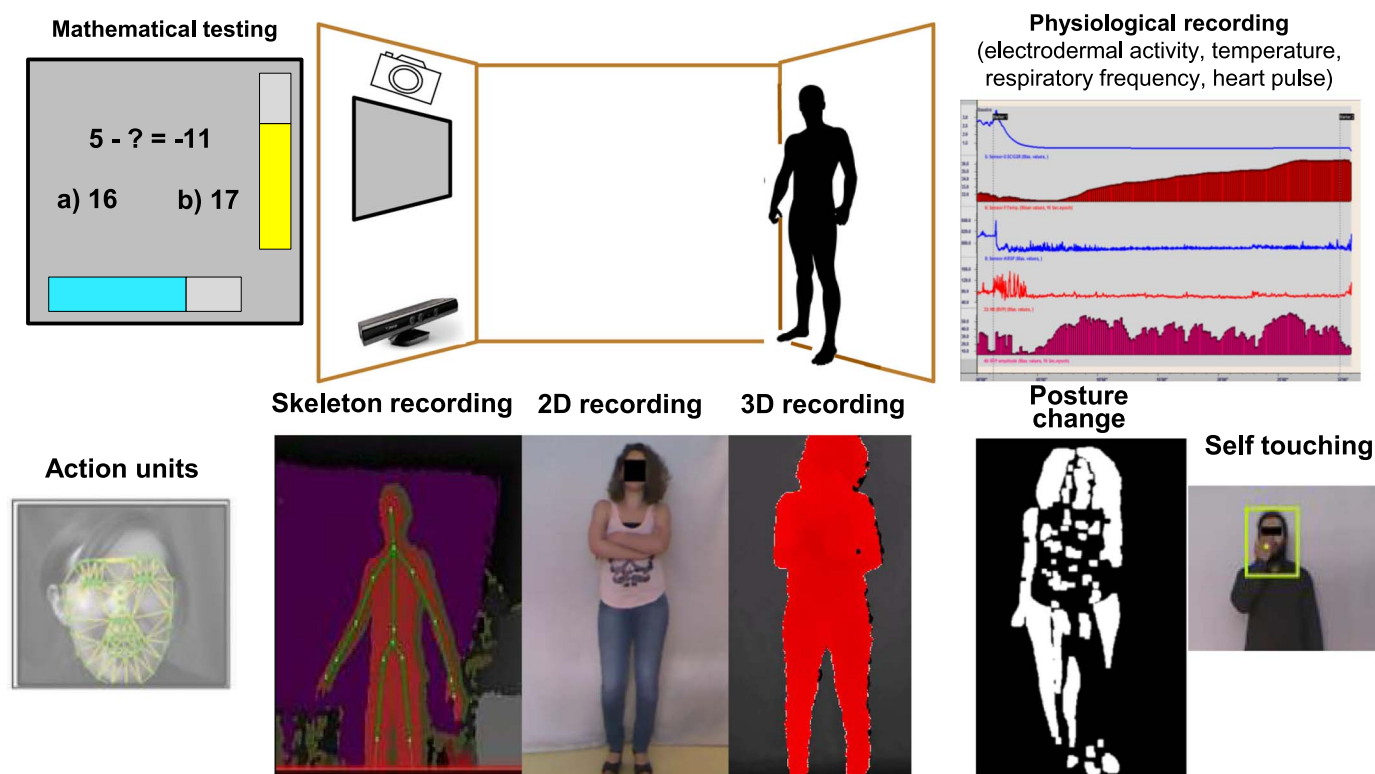 Mathematical testing
5 - ? = -11
a) 16 b) 17
Physiological recording
(electrodermal activity, temperature,
respiratory frequency, heart pulse)
Baseline
Skeleton recording
2D recording
3D recording
Posture
change
Self touching
Action units